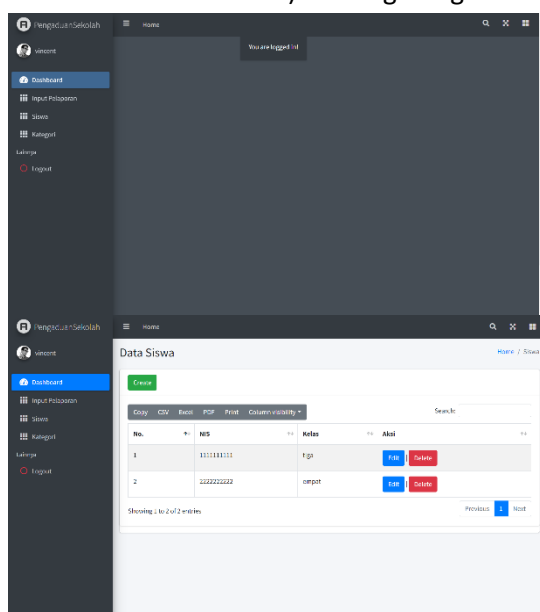 PengaduanSekolah
Home
vincent
You are logged in!
Dashboard
Input Pelaporan
Siswa
Kategori
Lainnya
Logout
PengaduanSekolah
Home
vincent
Data Siswa
Home / Siswa
Dashboard
Create
Input Pelaporan
Copy CSV Excel PDF Print Column visibility
Search:
Siswa
Kategori
No. NIS Kelas Aksi
Lainnya
1 1111111111 tiga Edit | Delete
Logout
2 2222222222 empat Edit | Delete
Showing 1 to 2 of 2 entries
Previous 1 Next